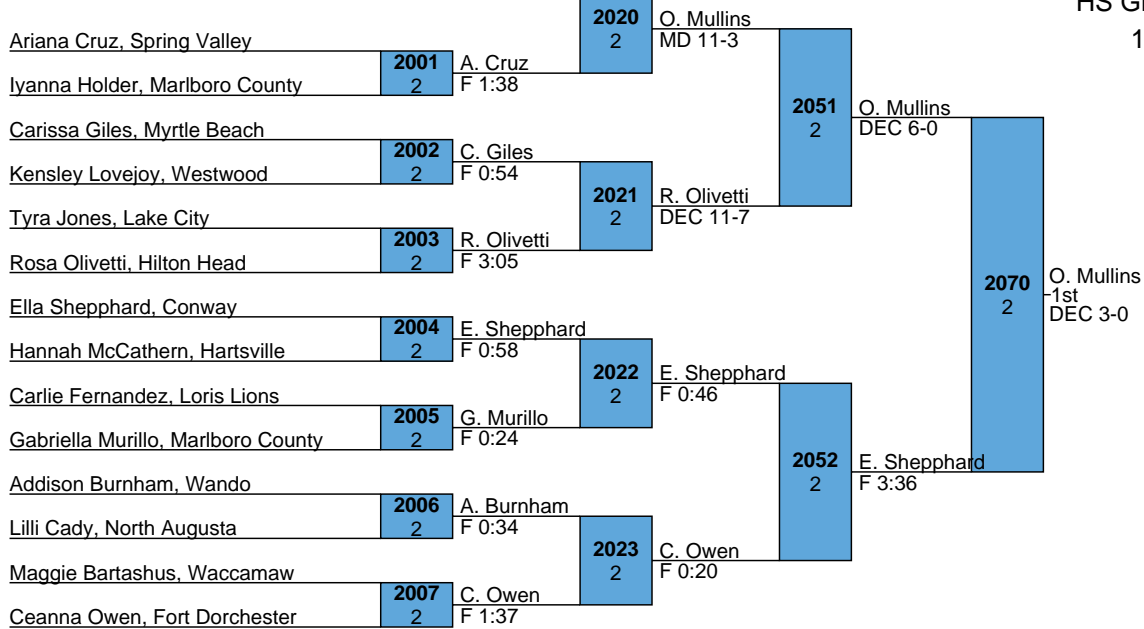 HS G
1
2020
2
O. Mullins
MD 11-3
Ariana Cruz, Spring Valley
2001
2
A. Cruz
F 1:38
Iyanna Holder, Marlboro County
2051
2
O. Mullins
DEC 6-0
Carissa Giles, Myrtle Beach
2002
2
C. Giles
F 0:54
Kensley Lovejoy, Westwood
2021
2
R. Olivetti
DEC 11-7
Tyra Jones, Lake City
2003
2
R. Olivetti
F 3:05
Rosa Olivetti, Hilton Head
2070
2
O. Mullins
1st
DEC 3-0
Ella Shepphard, Conway
2004
2
E. Shepphard
F 0:58
Hannah McCathern, Hartsville
2022
2
E. Shepphard
F 0:46
Carlie Fernandez, Loris Lions
2005
2
G. Murillo
F 0:24
Gabriella Murillo, Marlboro County
2052
2
E. Shepphard
F 3:36
Addison Burnham, Wando
2006
2
A. Burnham
F 0:34
Lilli Cady, North Augusta
2023
2
C. Owen
F 0:20
Maggie Bartashus, Waccamaw
2007
2
C. Owen
F 1:37
Ceanna Owen, Fort Dorchester